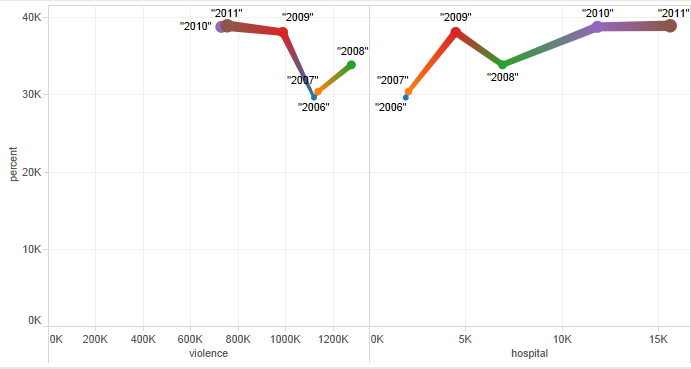 40K
30K
20K
10K
0K
percent
"2010"
"2011"
"2009"
"2007"
"2006"
"2008"
"2007"
"2006"
"2009"
"2008"
"2010"
"2011"
0K 200K 400K 600K 800K 1000K 1200K
violence
0K 5K 10K 15K
hospital